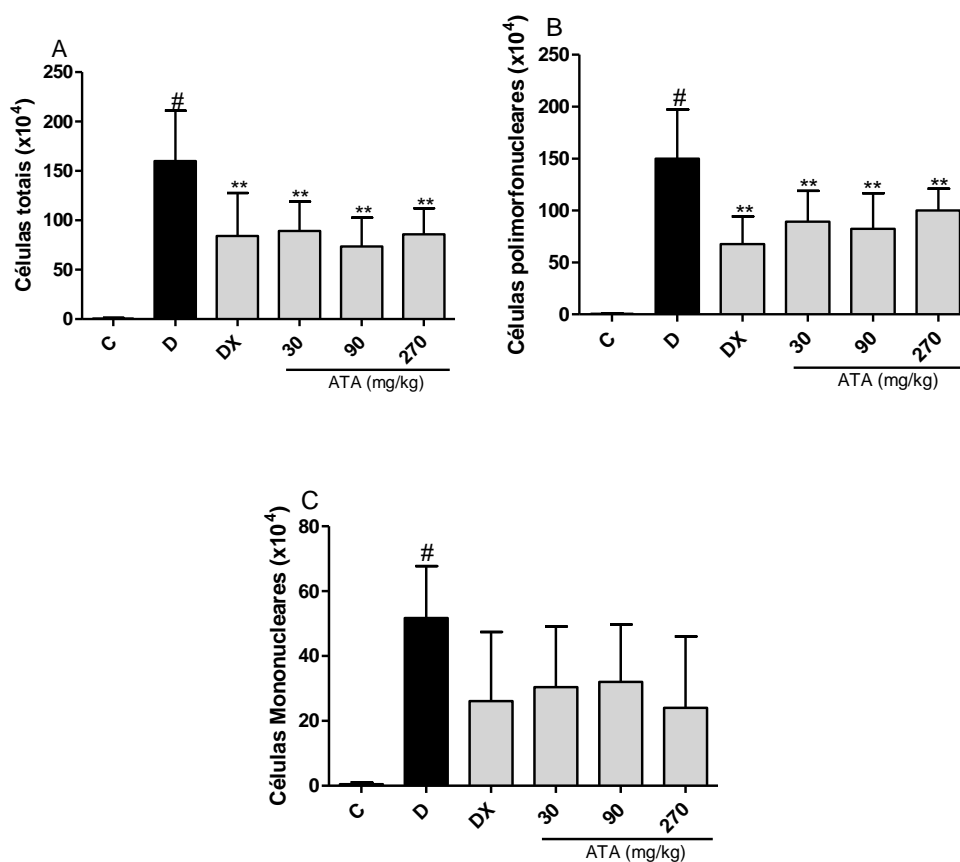 A
Células totais (x10⁴)
250
200
150
100
50
0
#
**
**
**
**
C
D
DX
30
90
270
ATA (mg/kg)
B
Células polimorfonucleares (x10⁴)
250
200
150
100
50
0
#
**
**
**
**
C
D
DX
30
90
270
ATA (mg/kg)
C
Células Mononucleares (x10⁴)
80
60
40
20
0
#
C
D
DX
30
90
270
ATA (mg/kg)